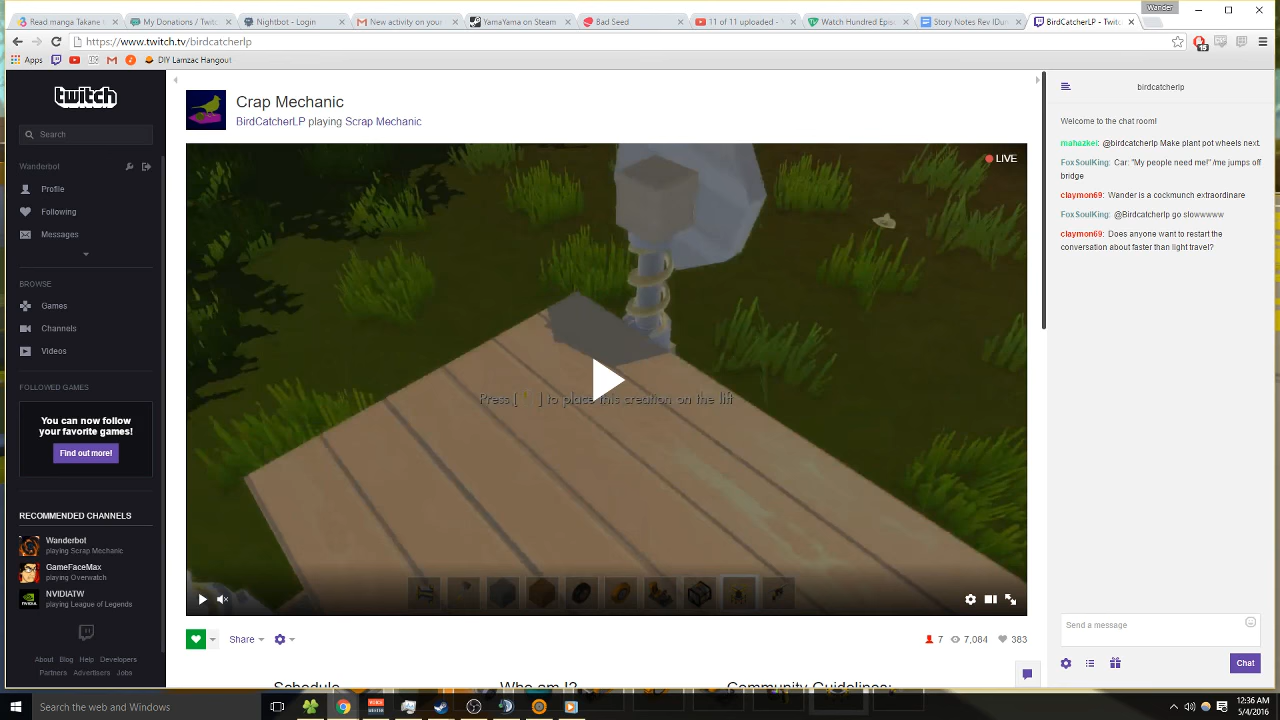 Wander
Read manga Takane t
My Donations / Twitc
Nightbot - Login
New activity on your
YamaYama on Steam
Bad Seed
11 of 11 uploaded -
Watch Hundred Epis
Story Notes Rev (Dun
BirdCatcherLP - Twitc
https://www.twitch.tv/birdcatcherlp
Apps
DIY Lamzac Hangout
twitch
Search
Wanderbot
Profile
Following
Messages
BROWSE
Games
Channels
Videos
FOLLOWED GAMES
You can now follow
your favorite games!
Find out more!
RECOMMENDED CHANNELS
Wanderbot
playing Scrap Mechanic
GameFaceMax
playing Overwatch
NVIDIATW
playing League of Legends
About Blog Help Developers
Partners Advertisers Jobs
Crap Mechanic
BirdCatcherLP playing Scrap Mechanic
LIVE
Press [ ] to place this creation on the lift
Share
7 7,084 383
Schedule Who am I? Community Guidelines:
birdcatcherlp
Welcome to the chat room!
mahazkei: @birdcatcherlp Make plant pot wheels next.
FoxSoulKing: Car: "My people need me!" /me jumps off
bridge
claymon69: Wander is a cockmunch extraordinare
FoxSoulKing: @Birdcatcherlp go slowwwww
claymon69: Does anyone want to restart the
conversation about faster than light travel?
Send a message
Chat
Search the web and Windows
12:36 AM
5/4/2016